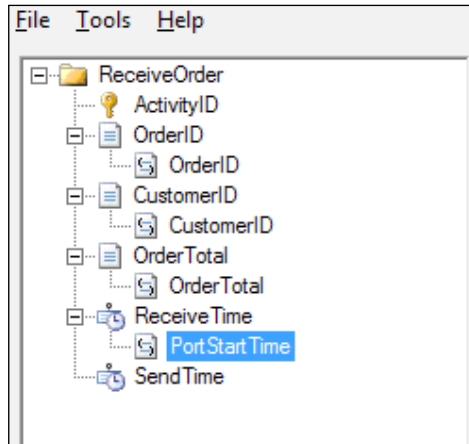 File Tools Help
ReceiveOrder
ActivityID
OrderID
OrderID
CustomerID
CustomerID
OrderTotal
OrderTotal
ReceiveTime
PortStartTime
SendTime